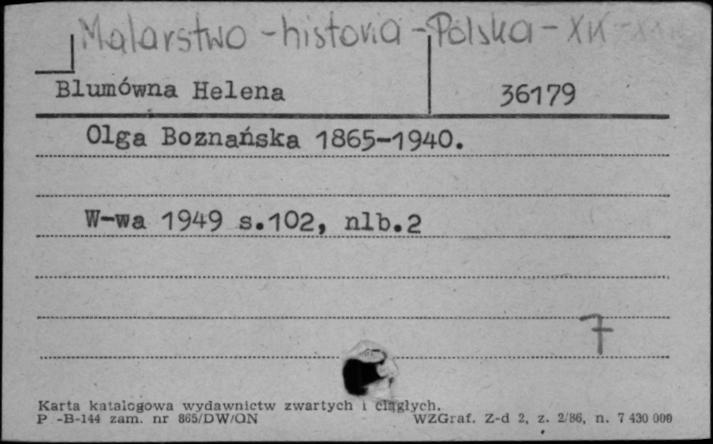 Malarstwo - historia - Polska - XIX -
Blumówna Helena 36179
Olga Boznańska 1865-1940.
W-wa 1949 s.102, nlb.2
7
Karta katalogowa wydawnictw zwartych i ciągłych.
P -B-144 zam. nr 865/DW/ON WZGraf. Z-d 2, z. 2/86, n. 7 430 000